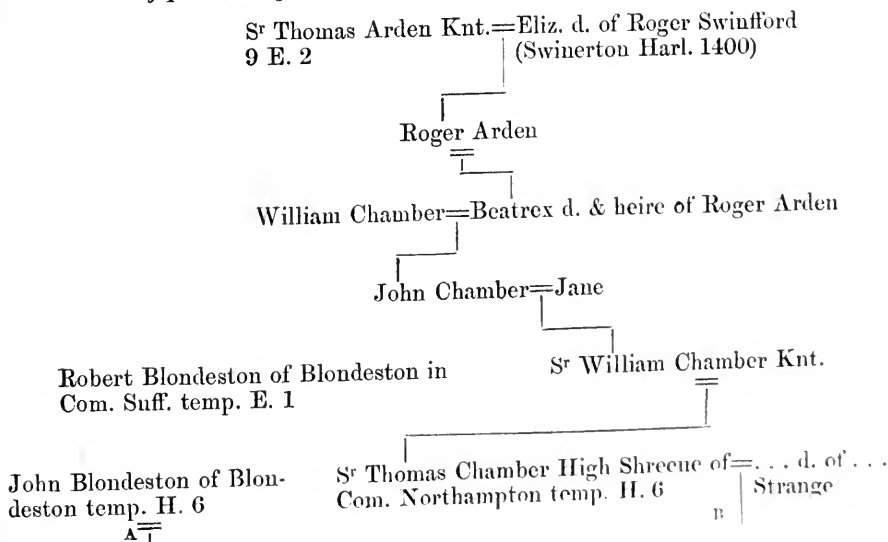 Sr Thomas Arden Knt.=Eliz. d. of Roger Swinfford
9 E. 2 (Swinerton Harl. 1400)
Roger Arden
=
William Chamber=Beatrex d. & heire of Roger Arden
John Chamber=Jane
Sr William Chamber Knt.
=
Robert Blondeston of Blondeston in
Com. Suff. temp. E. 1
Sr Thomas Chamber High Shreene of=. . . d. of . . .
Com. Northampton temp. H. 6 Strange
B
John Blondeston of Blon-
deston temp. H. 6
A=